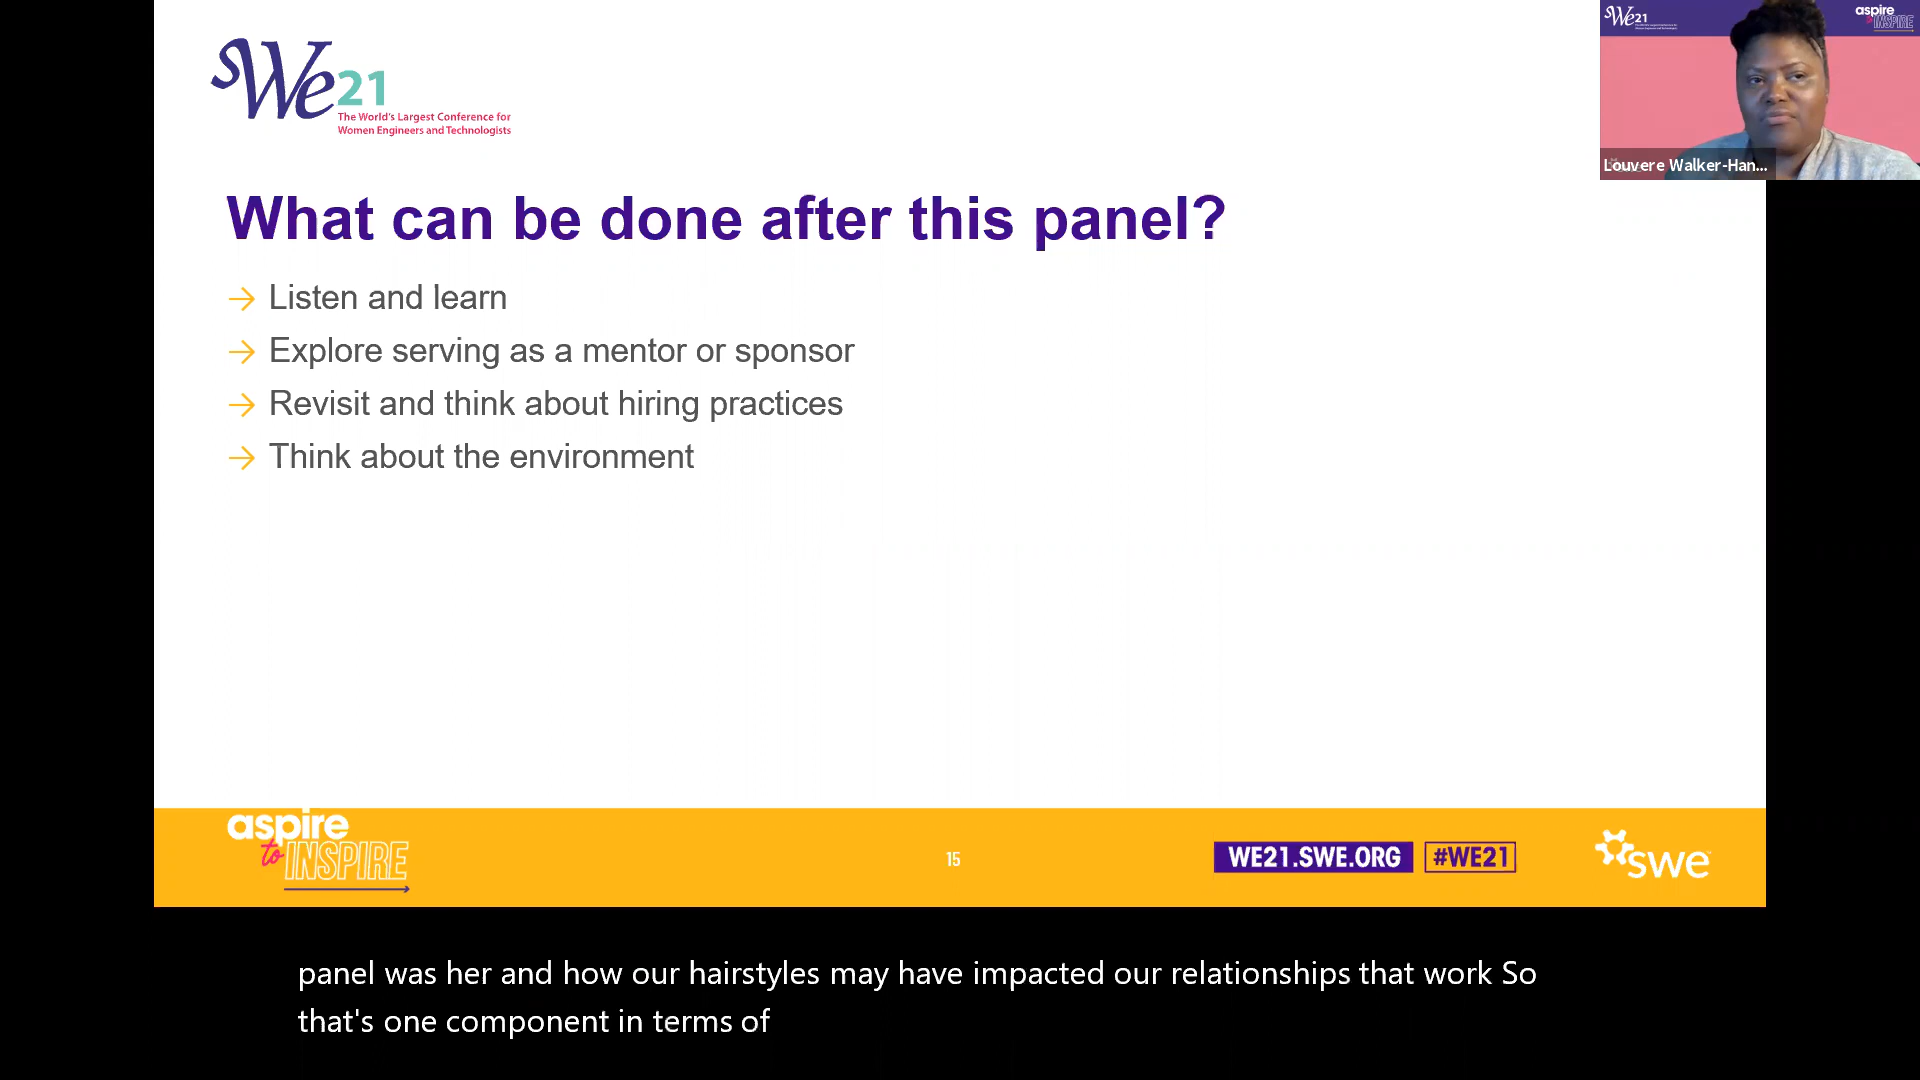 sWe21
The World's Largest Conference for
Women Engineers and Technologists
sWe21
aspire
to INSPIRE
Louvere Walker-Han...
What can be done after this panel?
→ Listen and learn
→ Explore serving as a mentor or sponsor
→ Revisit and think about hiring practices
→ Think about the environment
aspire
to INSPIRE
15
WE21.SWE.ORG
#WE21
swe
panel was her and how our hairstyles may have impacted our relationships that work So
that's one component in terms of